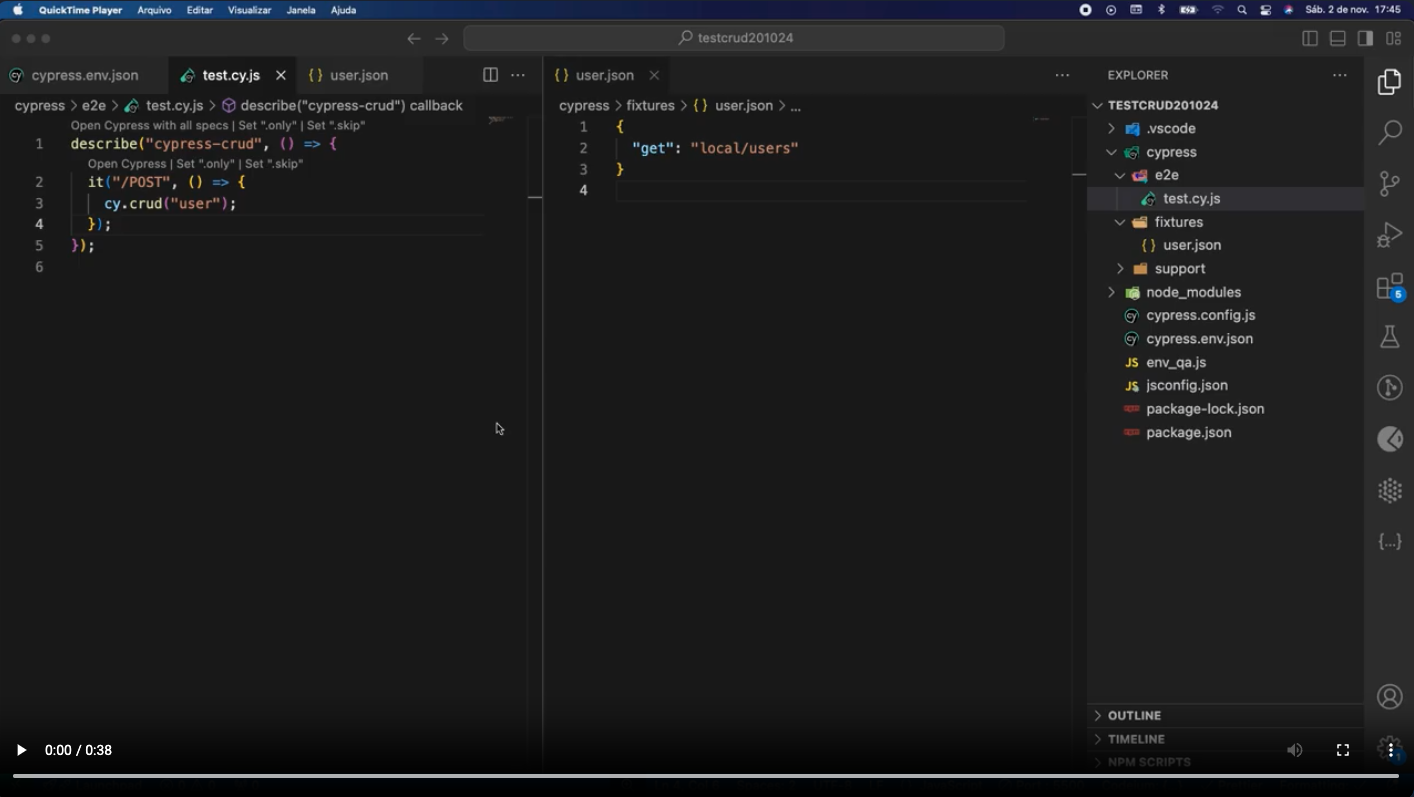 QuickTime Player Arquivo Editar Visualizar Janela Ajuda Sáb. 2 de nov. 17:45
testcrud201024
cypress.env.json test.cy.js {} user.json
{} user.json
EXPLORER
cypress > e2e > test.cy.js > describe("cypress-crud") callback
Open Cypress with all specs | Set ".only" | Set ".skip"
1 describe("cypress-crud", () => {
Open Cypress | Set ".only" | Set ".skip"
2 it("/POST", () => {
3 cy.crud("user");
4 });
5 });
6
cypress > fixtures > {} user.json > ...
1 {
2 "get": "local/users"
3 }
4
TESTCRUD201024
.vscode
cypress
e2e
test.cy.js
fixtures
{} user.json
support
node_modules
cypress.config.js
cypress.env.json
JS env_qa.js
JS jsconfig.json
package-lock.json
package.json
5
{...}
OUTLINE
TIMELINE
NPM SCRIPTS
1
0:00 / 0:38